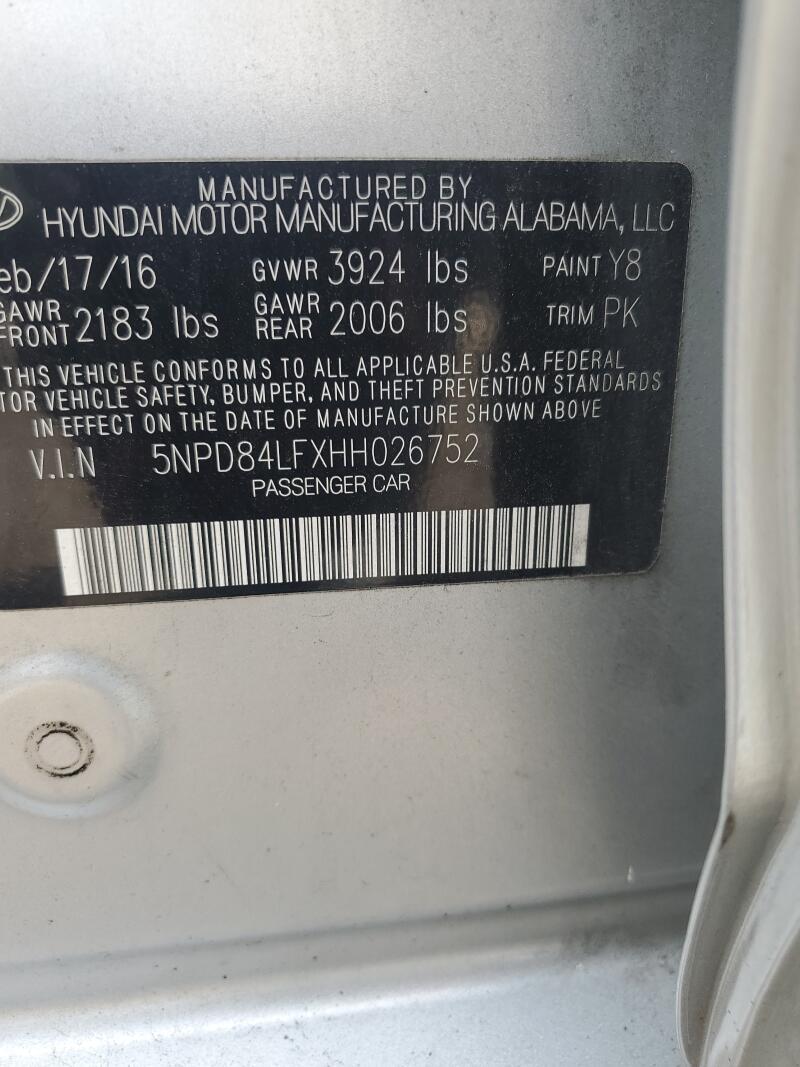 MANUFACTURED BY
HYUNDAI MOTOR MANUFACTURING ALABAMA, LLC
eb/17/16 GVWR 3924 lbs PAINT Y8
GAWR FRONT 2183 lbs GAWR REAR 2006 lbs TRIM PK
THIS VEHICLE CONFORMS TO ALL APPLICABLE U.S.A. FEDERAL
TOR VEHICLE SAFETY, BUMPER, AND THEFT PREVENTION STANDARDS
IN EFFECT ON THE DATE OF MANUFACTURE SHOWN ABOVE
V.I.N 5NPD84LFXHH026752
PASSENGER CAR